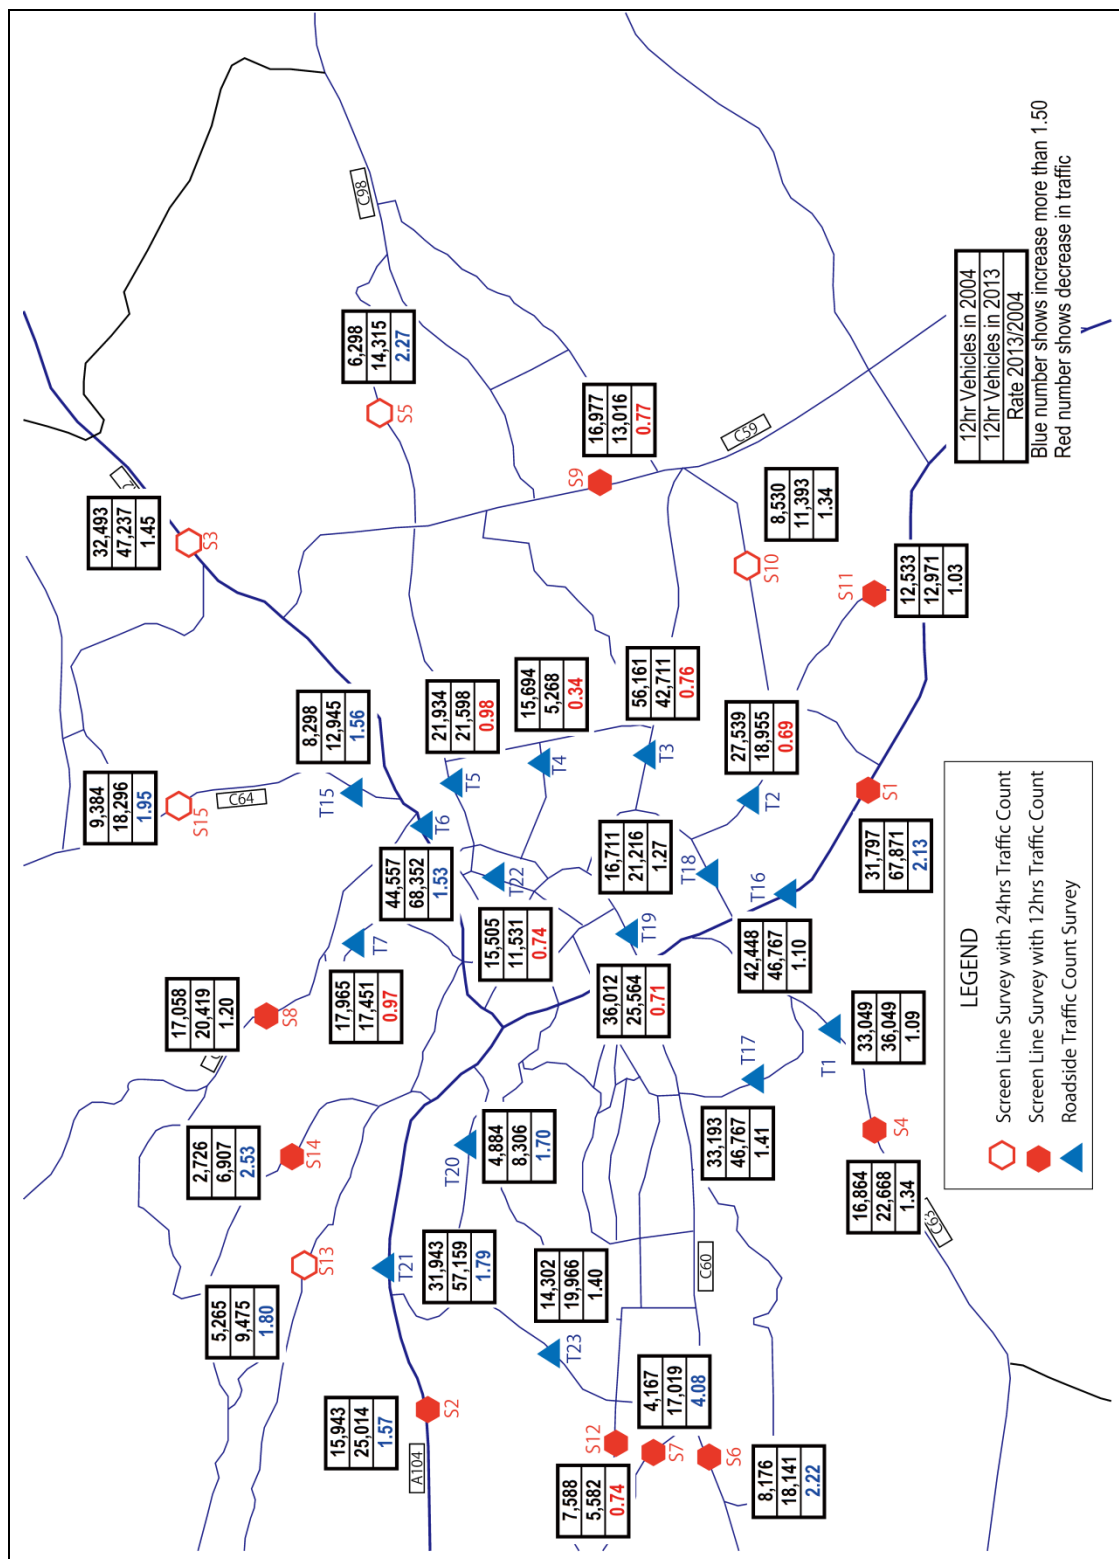 9,384
18,296
1.95
S15
32,493
47,237
1.45
S3
17,058
20,419
1.20
S8
2,726
6,907
2.53
S14
5,265
9,475
1.80
S13
C64
8,298
12,945
1.56
T15
15,943
25,014
1.57
S2
A104
17,965
17,451
0.97
T7
6,298
14,315
2.27
S5
C98
44,557
68,352
1.53
T6
T21
31,943
57,159
1.79
21,934
21,598
0.98
T5
T20
4,884
8,306
1.70
15,505
11,531
0.74
T22
15,694
5,268
0.34
T4
14,302
19,966
1.40
T23
7,588
5,582
0.74
S12
16,977
13,016
0.77
S9
36,012
25,564
0.71
T19
16,711
21,216
1.27
T18
56,161
42,711
0.76
T3
4,167
17,019
4.08
S7
C60
S6
8,176
18,141
2.22
33,193
46,767
1.41
T17
27,539
18,955
0.69
T2
C59
42,448
46,767
1.10
T16
8,530
11,393
1.34
S10
16,864
22,668
1.34
S4
C63
T1
33,049
36,049
1.09
31,797
67,871
2.13
S1
S11
12,533
12,971
1.03
LEGEND
Screen Line Survey with 24hrs Traffic Count
Screen Line Survey with 12hrs Traffic Count
Roadside Traffic Count Survey
12hr Vehicles in 2004
12hr Vehicles in 2013
Rate 2013/2004
Blue number shows increase more than 1.50
Red number shows decrease in traffic